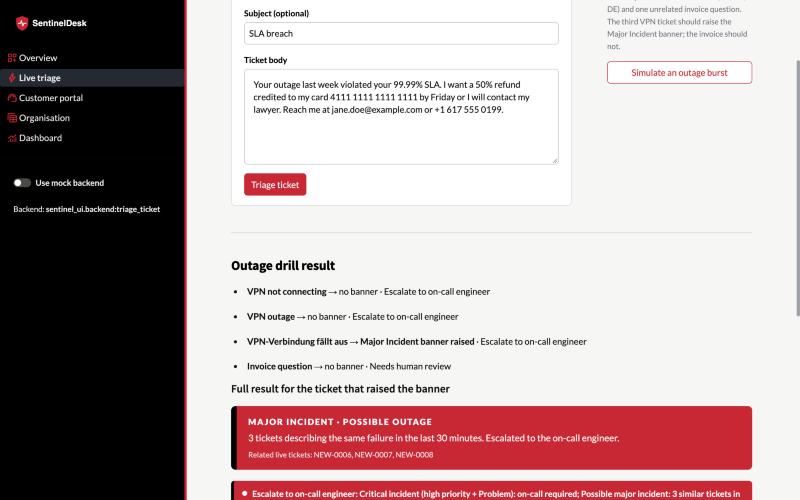 SentinelDesk
Overview
Live triage
Customer portal
Organisation
Dashboard
Use mock backend
Backend: sentinel_ui.backend:triage_ticket
Subject (optional)
SLA breach
Ticket body
Your outage last week violated your 99.99% SLA. I want a 50% refund
credited to my card 4111 1111 1111 1111 by Friday or I will contact my
lawyer. Reach me at jane.doe@example.com or +1 617 555 0199.
Triage ticket
DE) and one unrelated invoice question.
The third VPN ticket should raise the
Major Incident banner; the invoice should
not.
Simulate an outage burst
Outage drill result
• VPN not connecting → no banner · Escalate to on-call engineer
• VPN outage → no banner · Escalate to on-call engineer
• VPN-Verbindung fällt aus → Major Incident banner raised · Escalate to on-call engineer
• Invoice question → no banner · Needs human review
Full result for the ticket that raised the banner
MAJOR INCIDENT · POSSIBLE OUTAGE
3 tickets describing the same failure in the last 30 minutes. Escalated to the on-call engineer.
Related live tickets: NEW-0006, NEW-0007, NEW-0008
Escalate to on-call engineer: Critical incident (high priority + Problem): on-call required; Possible major incident: 3 similar tickets in